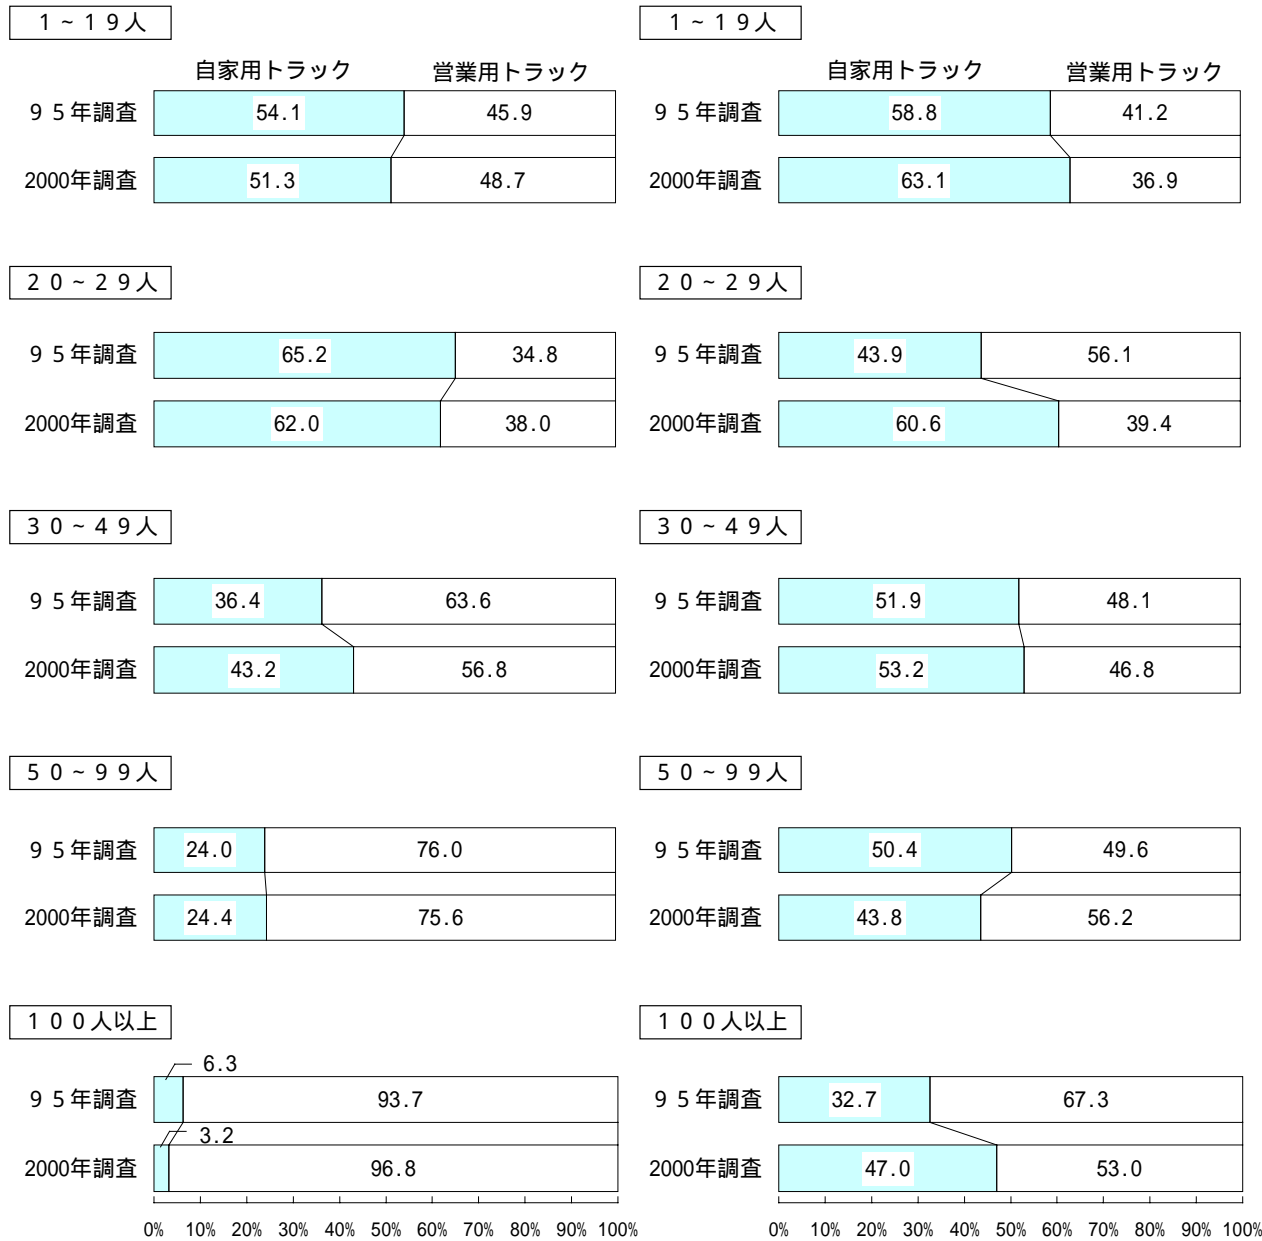 １~１９人
自家用トラック 営業用トラック
９５年調査 54.1 45.9
2000年調査 51.3 48.7
２０~２９人
９５年調査 65.2 34.8
2000年調査 62.0 38.0
３０~４９人
９５年調査 36.4 63.6
2000年調査 43.2 56.8
５０~９９人
９５年調査 24.0 76.0
2000年調査 24.4 75.6
１００人以上
６.3
９５年調査 93.7
3.2
2000年調査 96.8
0% 10% 20% 30% 40% 50% 60% 70% 80% 90% 100%
１~１９人
自家用トラック 営業用トラック
９５年調査 58.8 41.2
2000年調査 63.1 36.9
２０~２９人
９５年調査 43.9 56.1
2000年調査 60.6 39.4
３０~４９人
９５年調査 51.9 48.1
2000年調査 53.2 46.8
５０~９９人
９５年調査 50.4 49.6
2000年調査 43.8 56.2
１００人以上
９５年調査 32.7 67.3
2000年調査 47.0 53.0
0% 10% 20% 30% 40% 50% 60% 70% 80% 90% 100%